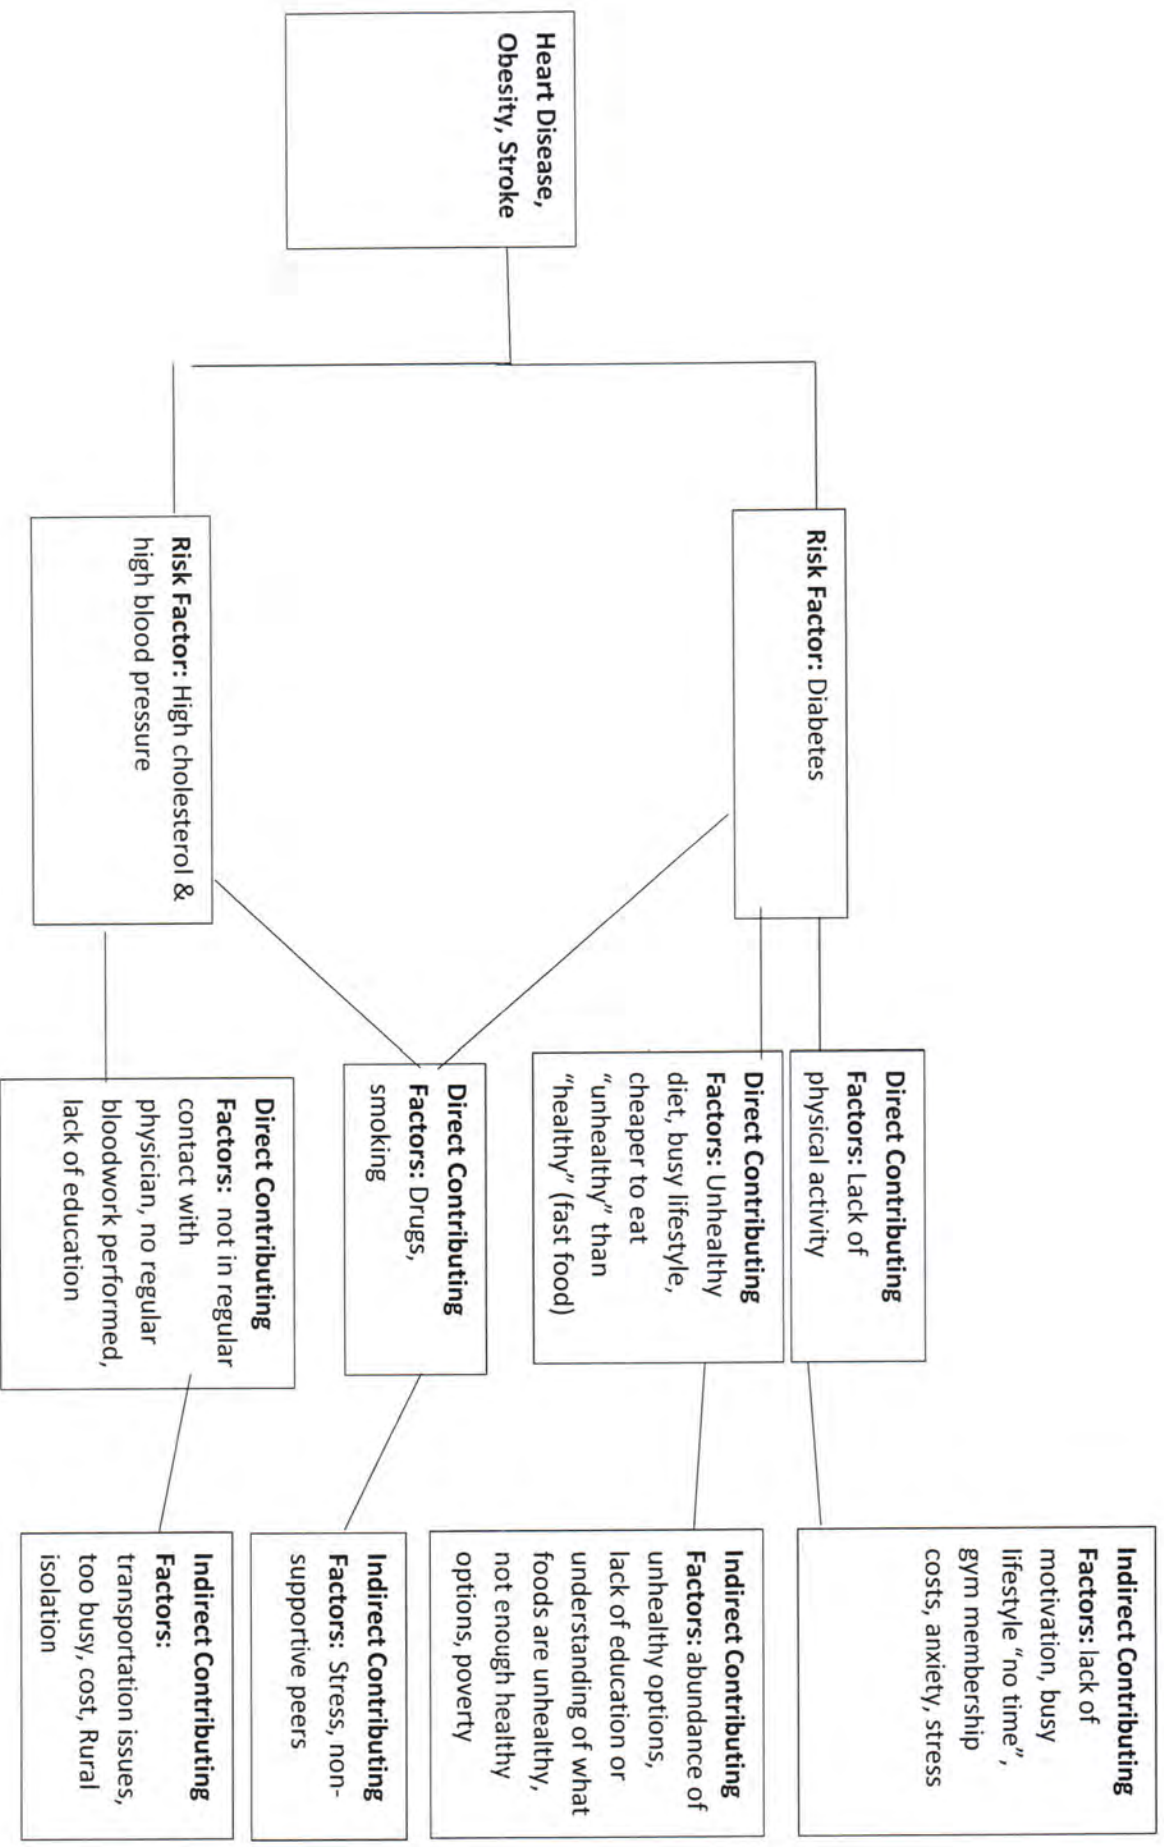 Heart Disease,
Obesity, Stroke
Risk Factor: Diabetes
Risk Factor: High cholesterol &
high blood pressure
Direct Contributing
Factors: Lack of
physical activity
Direct Contributing
Factors: Unhealthy
diet, busy lifestyle,
cheaper to eat
“unhealthy” than
“healthy” (fast food)
Direct Contributing
Factors: Drugs,
smoking
Direct Contributing
Factors: not in regular
contact with
physician, no regular
bloodwork performed,
lack of education
Indirect Contributing
Factors: lack of
motivation, busy
lifestyle “no time”,
gym membership
costs, anxiety, stress
Indirect Contributing
Factors: abundance of
unhealthy options,
lack of education or
understanding of what
foods are unhealthy,
not enough healthy
options, poverty
Indirect Contributing
Factors: Stress, non-
supportive peers
Indirect Contributing
Factors:
transportation issues,
too busy, cost, Rural
isolation